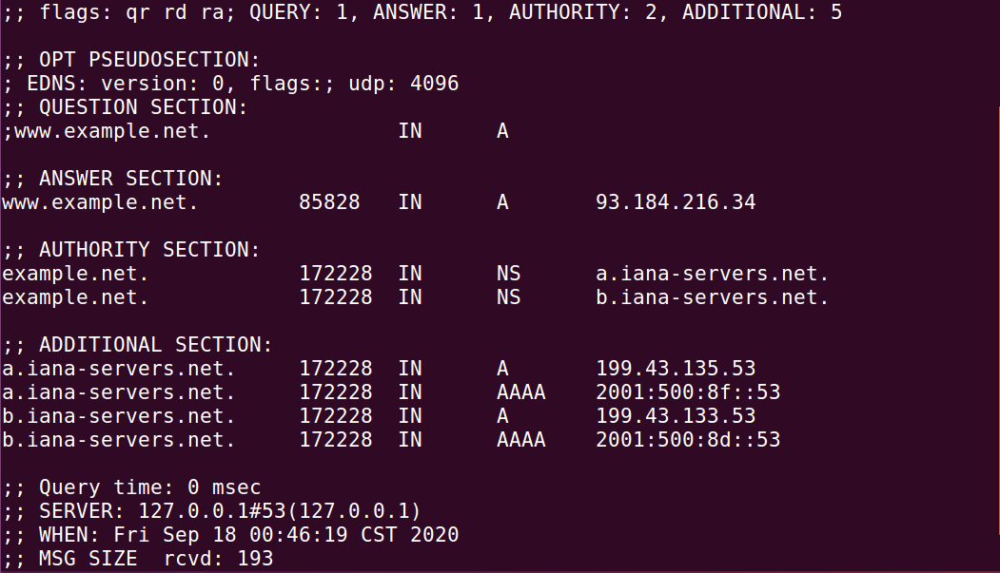 ;; flags: qr rd ra; QUERY: 1, ANSWER: 1, AUTHORITY: 2, ADDITIONAL: 5
;; OPT PSEUDOSECTION:
; EDNS: version: 0, flags:; udp: 4096
;; QUESTION SECTION:
;www.example.net. IN A
;; ANSWER SECTION:
www.example.net. 85828 IN A 93.184.216.34
;; AUTHORITY SECTION:
example.net. 172228 IN NS a.iana-servers.net.
example.net. 172228 IN NS b.iana-servers.net.
;; ADDITIONAL SECTION:
a.iana-servers.net. 172228 IN A 199.43.135.53
a.iana-servers.net. 172228 IN AAAA 2001:500:8f::53
b.iana-servers.net. 172228 IN A 199.43.133.53
b.iana-servers.net. 172228 IN AAAA 2001:500:8d::53
;; Query time: 0 msec
;; SERVER: 127.0.0.1#53(127.0.0.1)
;; WHEN: Fri Sep 18 00:46:19 CST 2020
;; MSG SIZE rcvd: 193